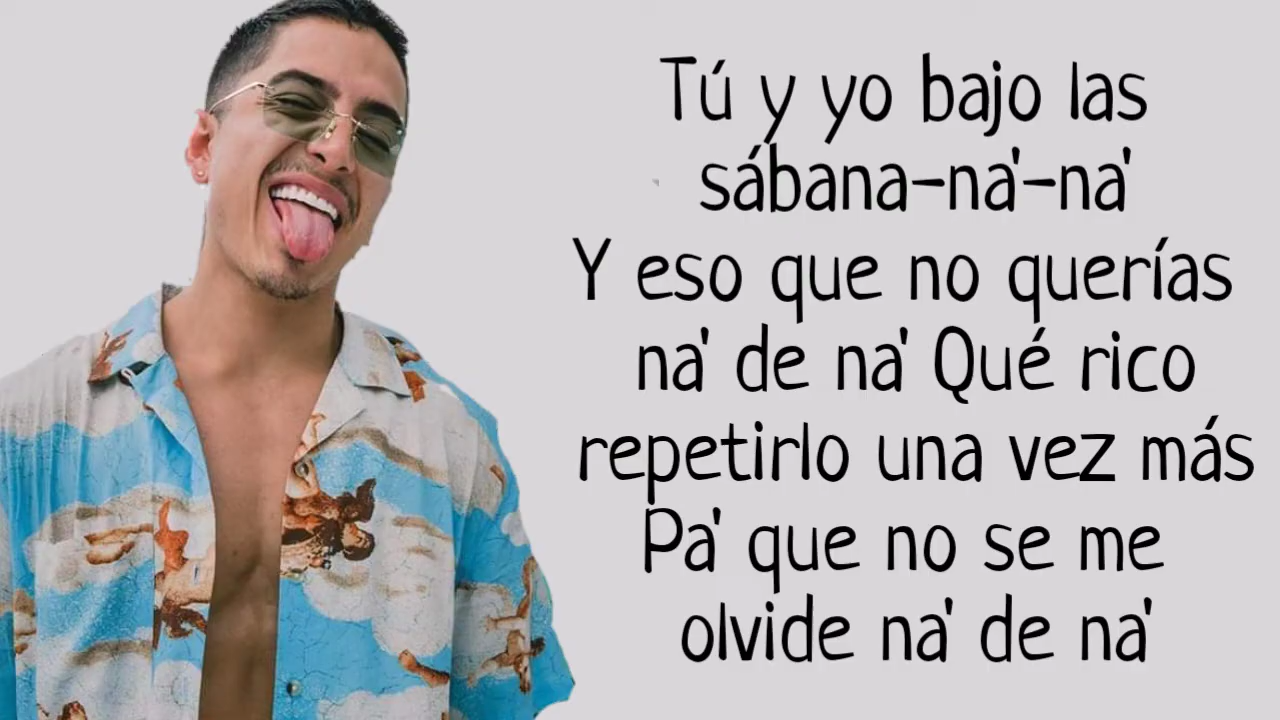 Tú y yo bajo las
sábana-na'-na'
Y eso que no querías
na' de na' Qué rico
repetirlo una vez más
Pa' que no se me
olvide na' de na'